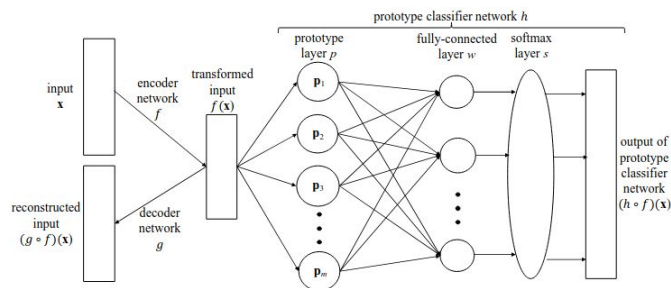 prototype classifier network h
prototype
layer p
fully-connected
layer w
softmax
layer s
input
x
encoder
network
f
transformed
input
f(x)
p1
p2
p3
pm
reconstructed
input
(g ∘ f)(x)
decoder
network
g
output of
prototype
classifier
network
(h ∘ f)(x)